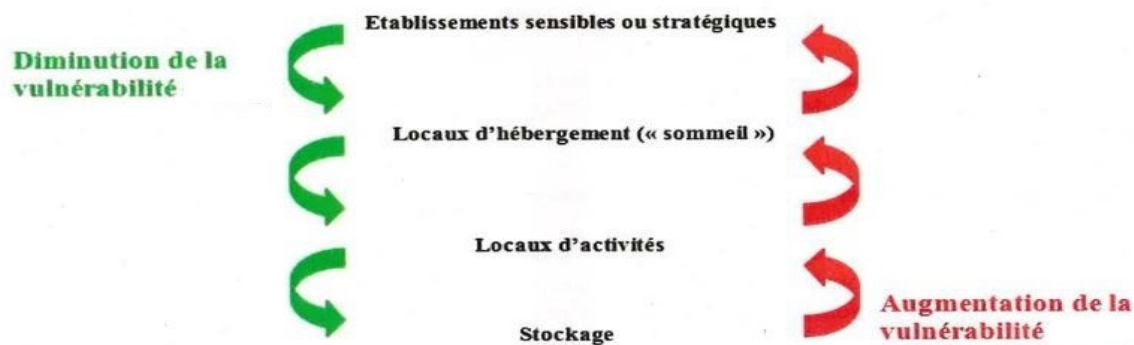 Etablissements sensibles ou stratégiques
Diminution de la
vulnérabilité
Locaux d'hébergement (« sommeil »)
Locaux d'activités
Augmentation de la
vulnérabilité
Stockage